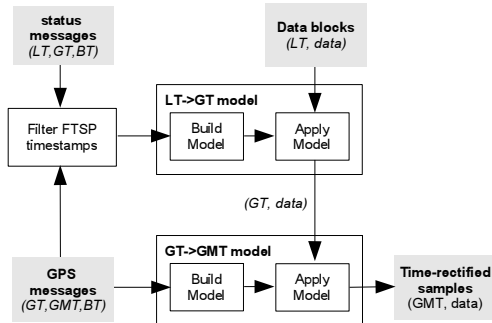 status
messages
(LT,GT,BT)
Data blocks
(LT, data)
LT->GT model
Filter FTSP
timestamps
Build
Model
Apply
Model
(GT, data)
GT->GMT model
GPS
messages
(GT,GMT,BT)
Build
Model
Apply
Model
Time-rectified
samples
(GMT, data)